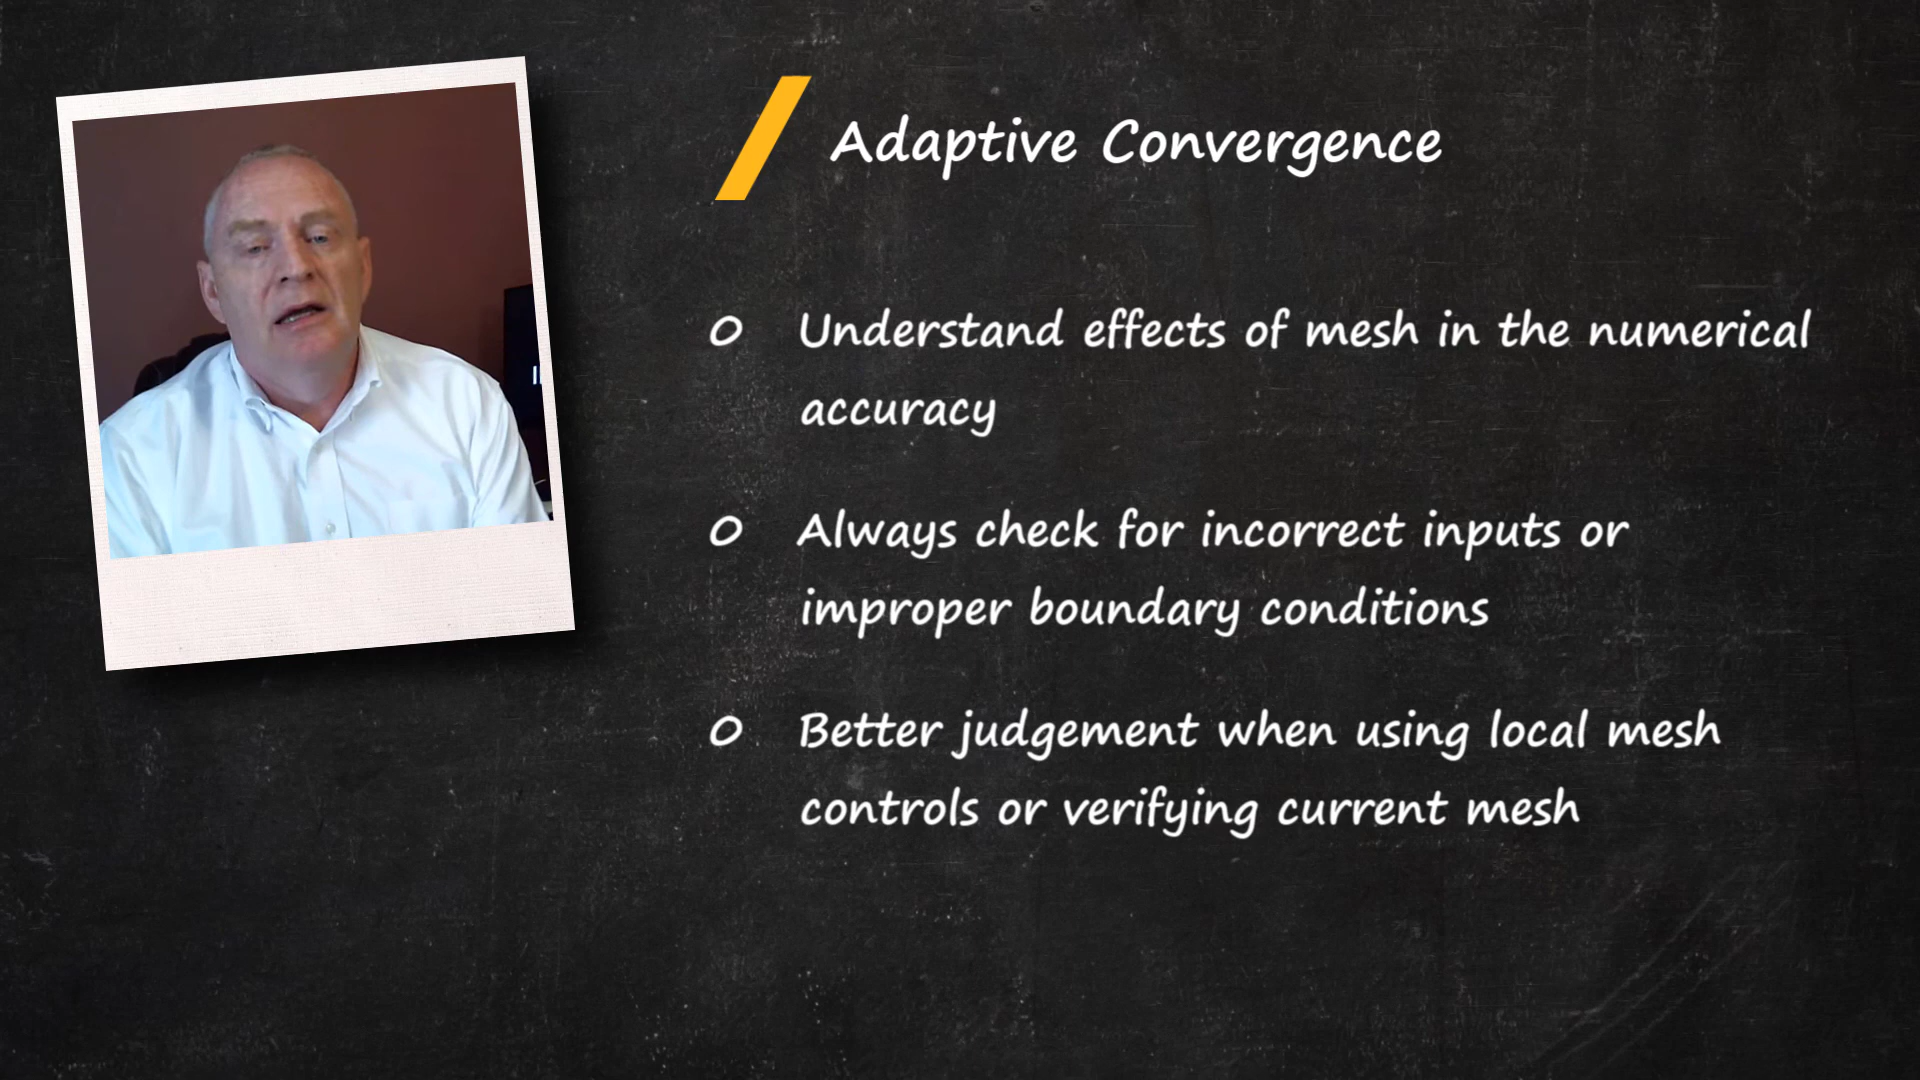 Adaptive Convergence
O Understand effects of mesh in the numerical
accuracy
O Always check for incorrect inputs or
improper boundary conditions
O Better judgement when using local mesh
controls or verifying current mesh